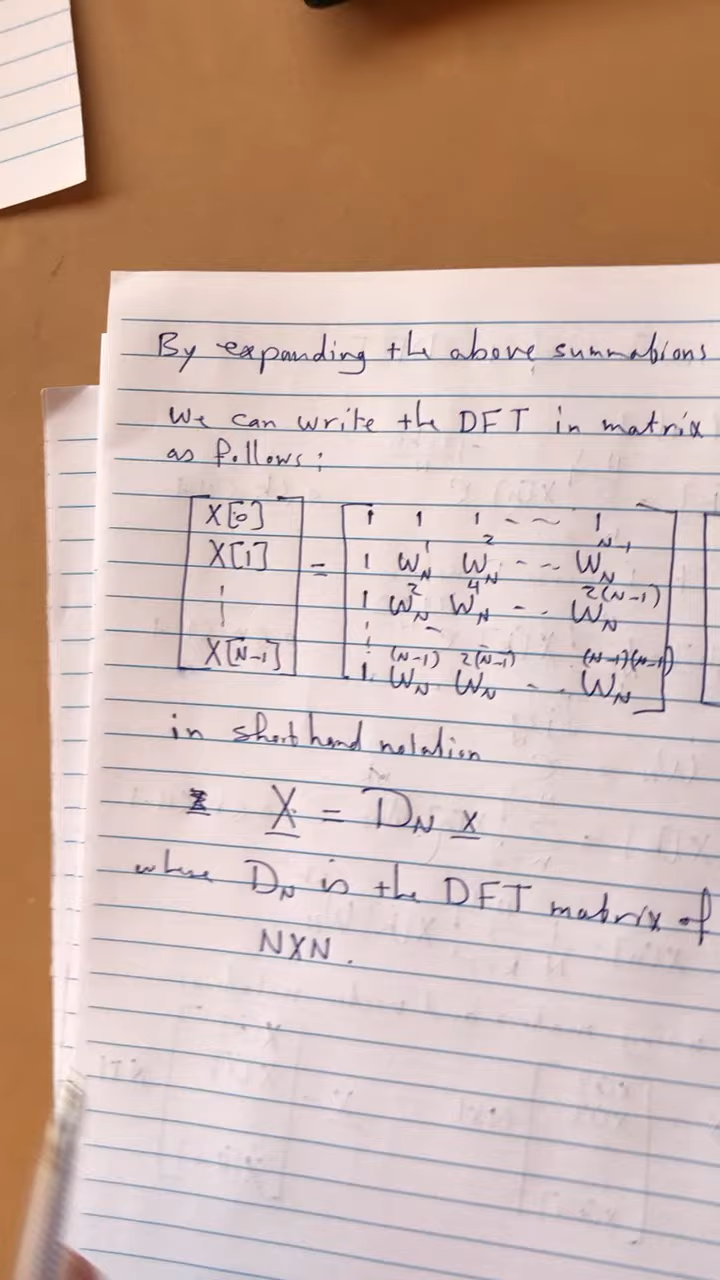 By expanding the above summations
We can write the DFT in matrix
as follows:
X[0] 1 1 1 -- 1
X[1] = 1 W_N^1 W_N^2 -- W_N^{N-1}
1 W_N^2 W_N^4 -- W_N^{2(N-1)}
X[N-1] 1 W_N^{(N-1)} W_N^{2(N-1)} -- W_N^{(N-1)(N-1)}
in short hand notation
X = D_N x
where D_N is the DFT matrix of
NXN.